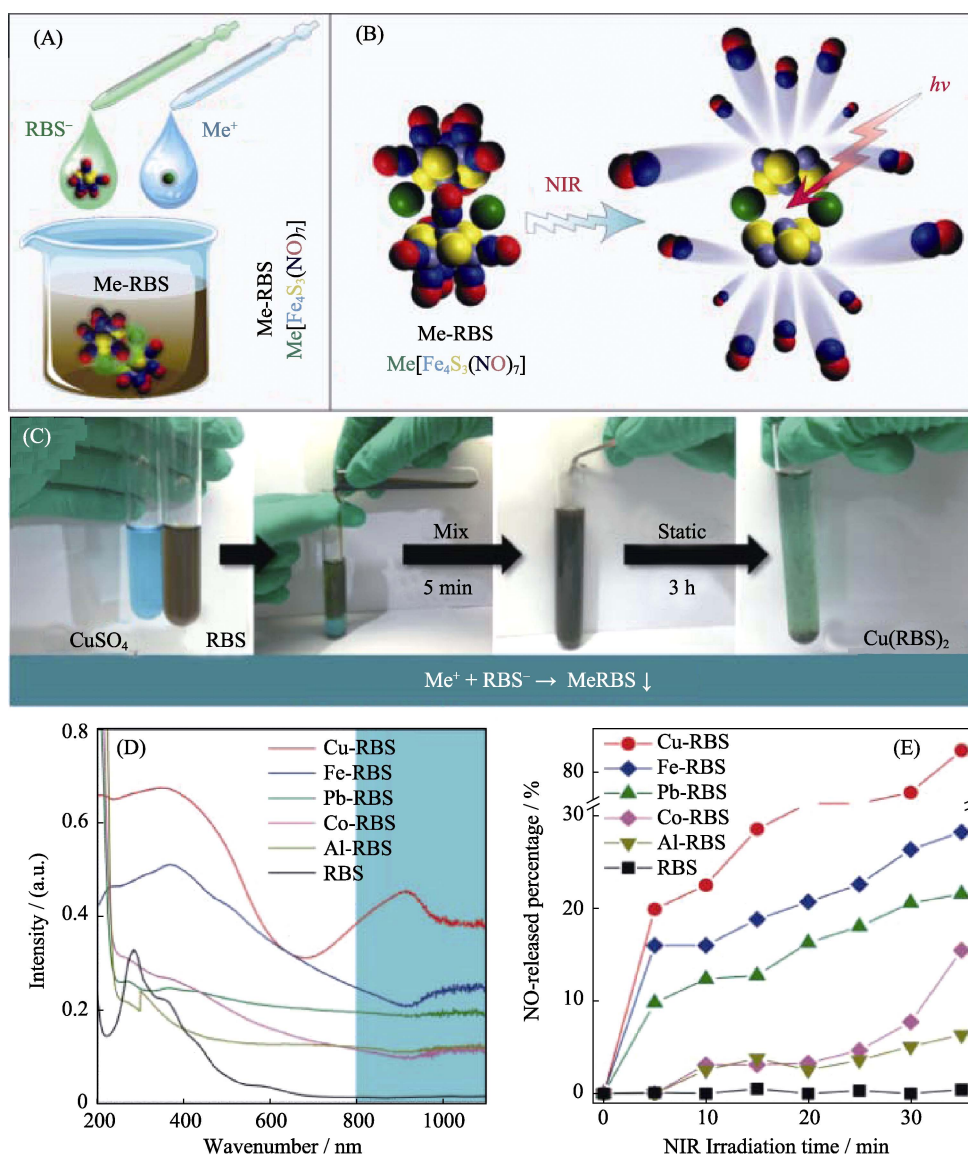 (A)
RBS⁻
Me⁺
Me-RBS
Me-RBS
Me[Fe₄S₃(NO)₇]
(B)
NIR
hν
Me-RBS
Me[Fe₄S₃(NO)₇]
(C)
CuSO₄
RBS
Mix
5 min
Static
3 h
Cu(RBS)₂
Me⁺ + RBS⁻ → MeRBS ↓
(D)
Cu-RBS
Fe-RBS
Pb-RBS
Co-RBS
Al-RBS
RBS
Intensity / (a.u.)
0.8
0.6
0.4
0.2
0
200 400 600 800 1000
Wavenumber / nm
(E)
Cu-RBS
Fe-RBS
Pb-RBS
Co-RBS
Al-RBS
RBS
NO-released percentage / %
80
30
20
10
0
0 10 20 30
NIR Irradiation time / min